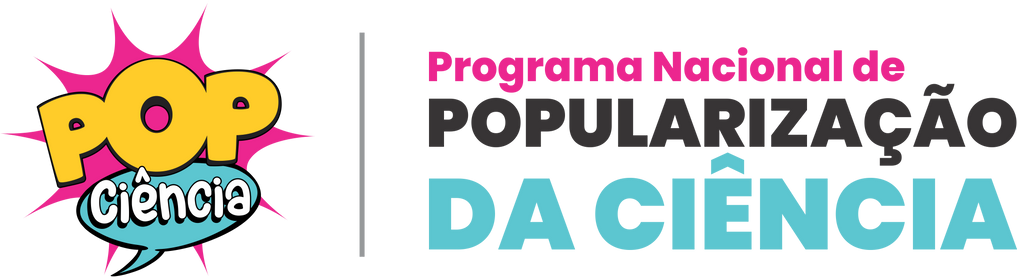 POP
Ciência
Programa Nacional de
POPULARIZAÇÃO
DA CIÊNCIA